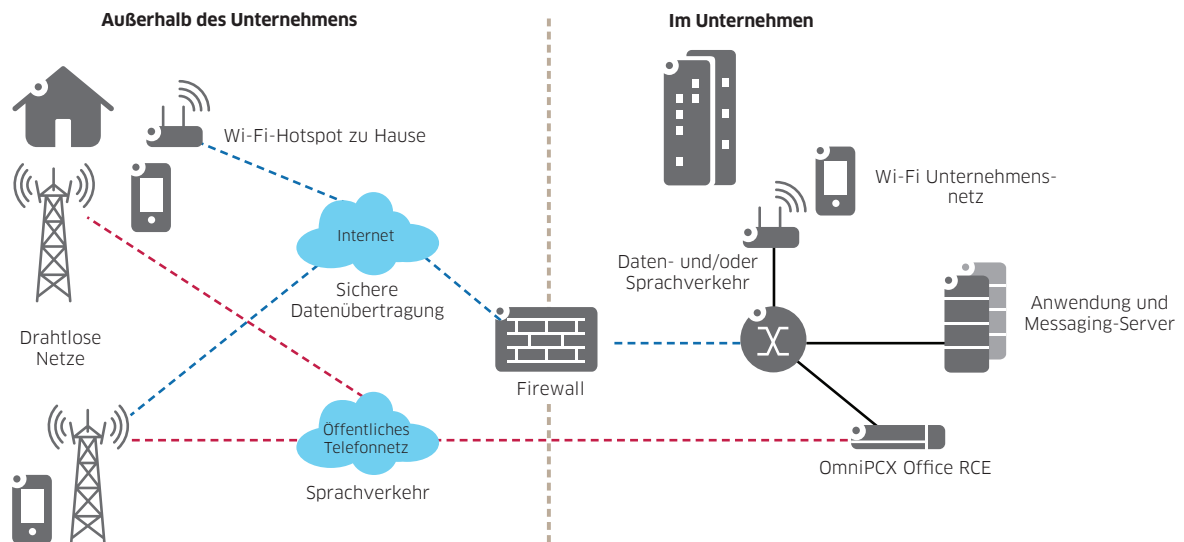 Außerhalb des Unternehmens
Im Unternehmen
Wi-Fi-Hotspot zu Hause
Wi-Fi Unternehmens-
netz
Internet
Sichere
Datenübertragung
Daten- und/oder
Sprachverkehr
Anwendung und
Messaging-Server
Drahtlose
Netze
Firewall
Öffentliches
Telefonnetz
Sprachverkehr
OmniPCX Office RCE